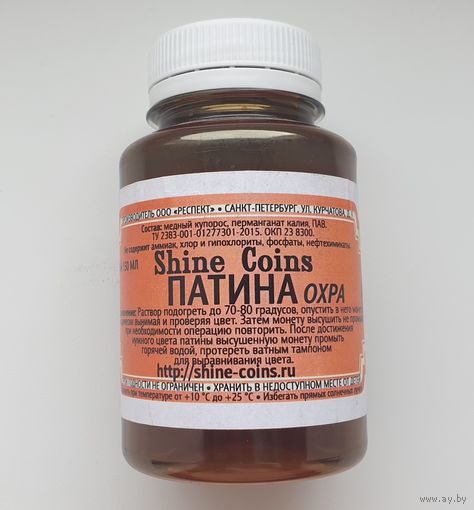 ООО «РЕСПЕКТ» • САНКТ-ПЕТЕРБУРГ, УЛ. КУРЧАТОВА,
Состав: медный купорос, перманганат калия, ПАВ.
ТУ 2383-001-01277301-2015. ОКП 23 8300.
Не содержит аммиак, хлор и гипохлориты, фосфаты, нефтехимикаты
150 МЛ
Shine Coins
ПАТИНА ОХРА
Раствор подогреть до 70-80 градусов, опустить в него
вынимая и проверяя цвет. Затем монету высушить не
при необходимости операцию повторить. После достижения
нужного цвета патины высушенную монету промыть
горячей водой, протереть ватным тампоном
для выравнивания цвета.
http://shine-coins.ru
НЕ ОГРАНИЧЕН • ХРАНИТЬ В НЕДОСТУПНОМ МЕСТЕ ОТ
при температуре от +10 °С до +25 °С • Избегать прямых солнечных
www.ay.by